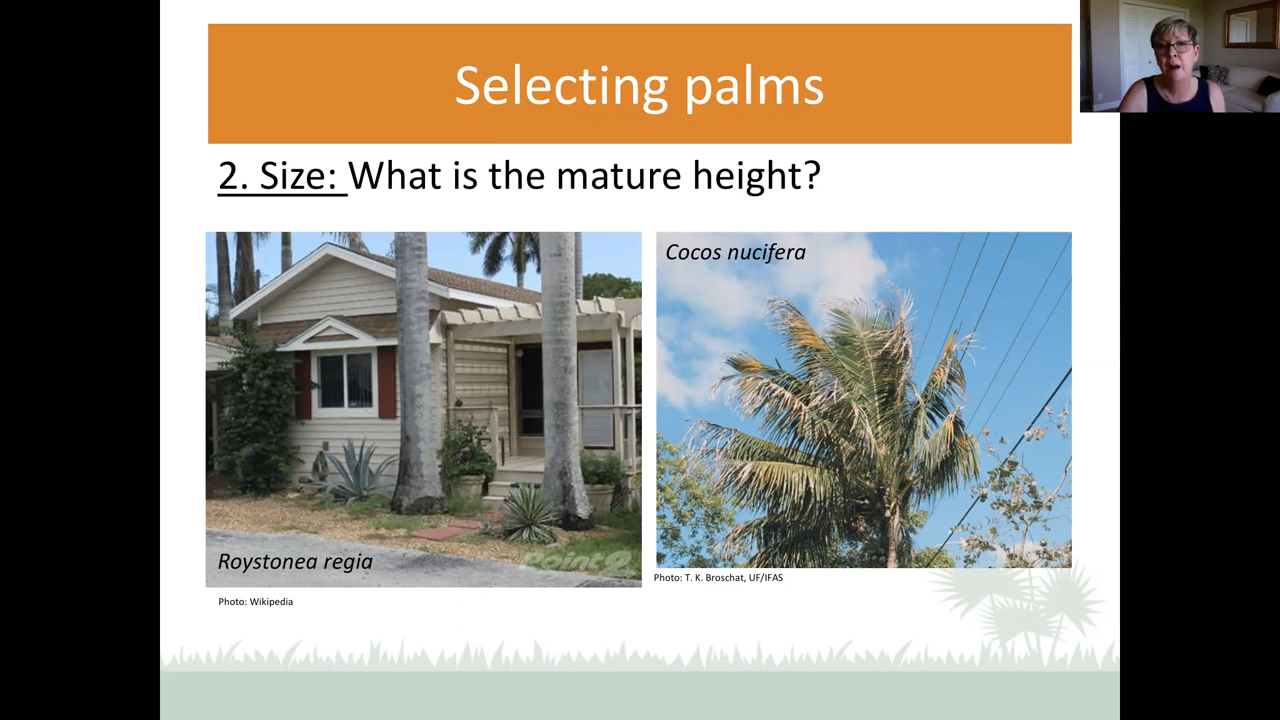 Selecting palms
2. Size: What is the mature height?
Cocos nucifera
Roystonea regia
Photo: T. K. Broschat, UF/IFAS
Photo: Wikipedia